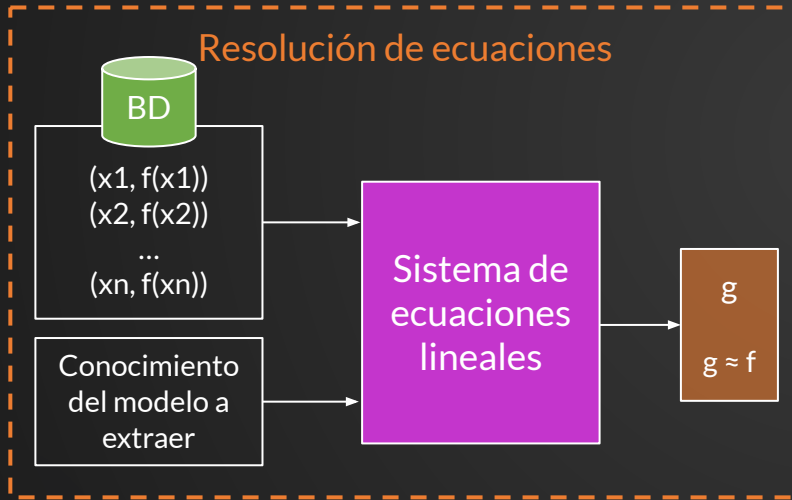 Resolución de ecuaciones
BD
(x1, f(x1))
(x2, f(x2))
...
(xn, f(xn))
Conocimiento
del modelo a
extraer
Sistema de
ecuaciones
lineales
g
g ≈ f